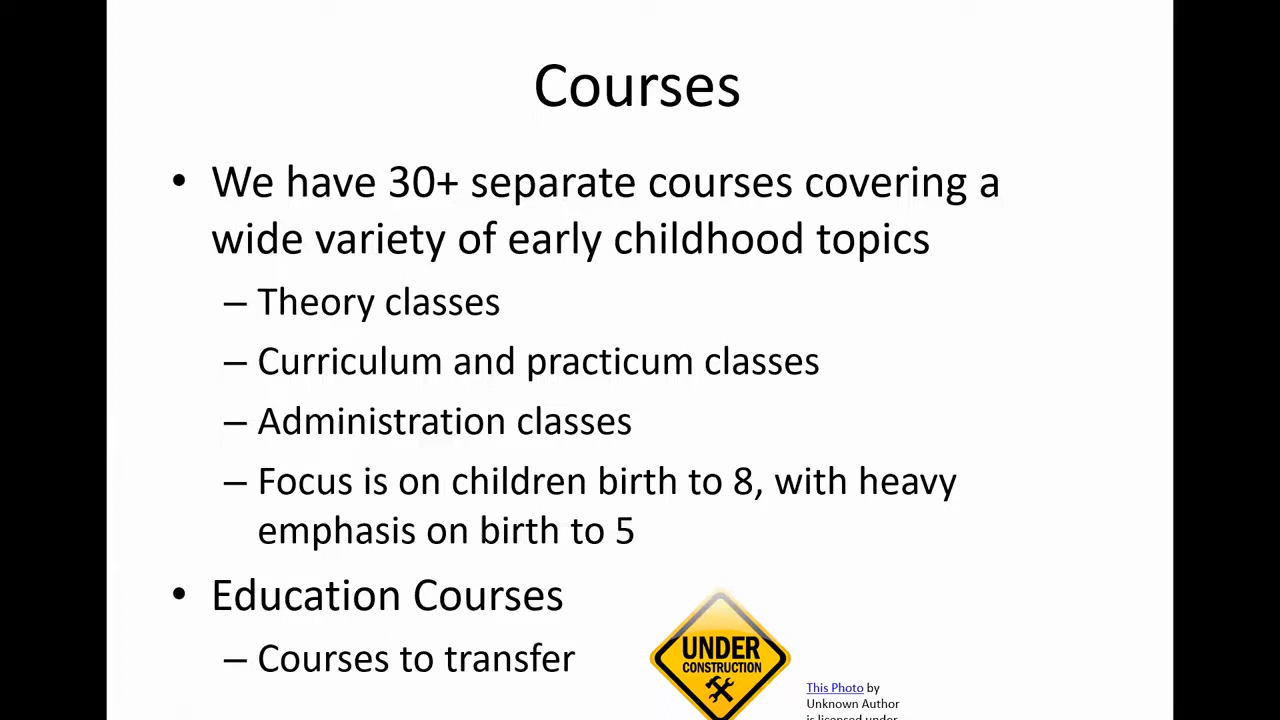 Courses
• We have 30+ separate courses covering a
wide variety of early childhood topics
– Theory classes
– Curriculum and practicum classes
– Administration classes
– Focus is on children birth to 8, with heavy
emphasis on birth to 5
• Education Courses
– Courses to transfer
UNDER
CONSTRUCTION
This Photo by
Unknown Author
is licensed under